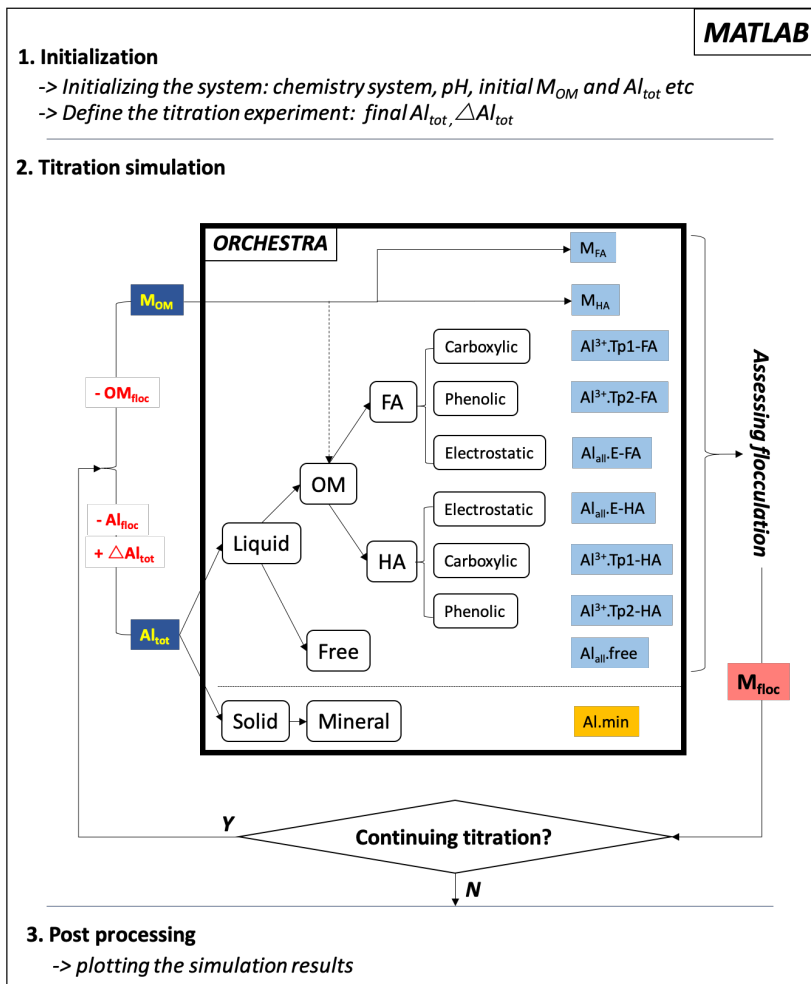 MATLAB
1. Initialization
-> Initializing the system: chemistry system, pH, initial M_OM and Al_tot etc
-> Define the titration experiment: final Al_tot, △Al_tot
2. Titration simulation
ORCHESTRA
M_FA
M_OM
M_HA
Carboxylic
Al³⁺.Tp1-FA
- OM_floc
FA
Phenolic
Al³⁺.Tp2-FA
Electrostatic
Al_all.E-FA
OM
Assessing flocculation
- Al_floc
+ △Al_tot
Liquid
Electrostatic
Al_all.E-HA
HA
Carboxylic
Al³⁺.Tp1-HA
Phenolic
Al³⁺.Tp2-HA
Al_tot
Free
Al_all.free
M_floc
Solid
Mineral
Al.min
Y
Continuing titration?
N
3. Post processing
-> plotting the simulation results